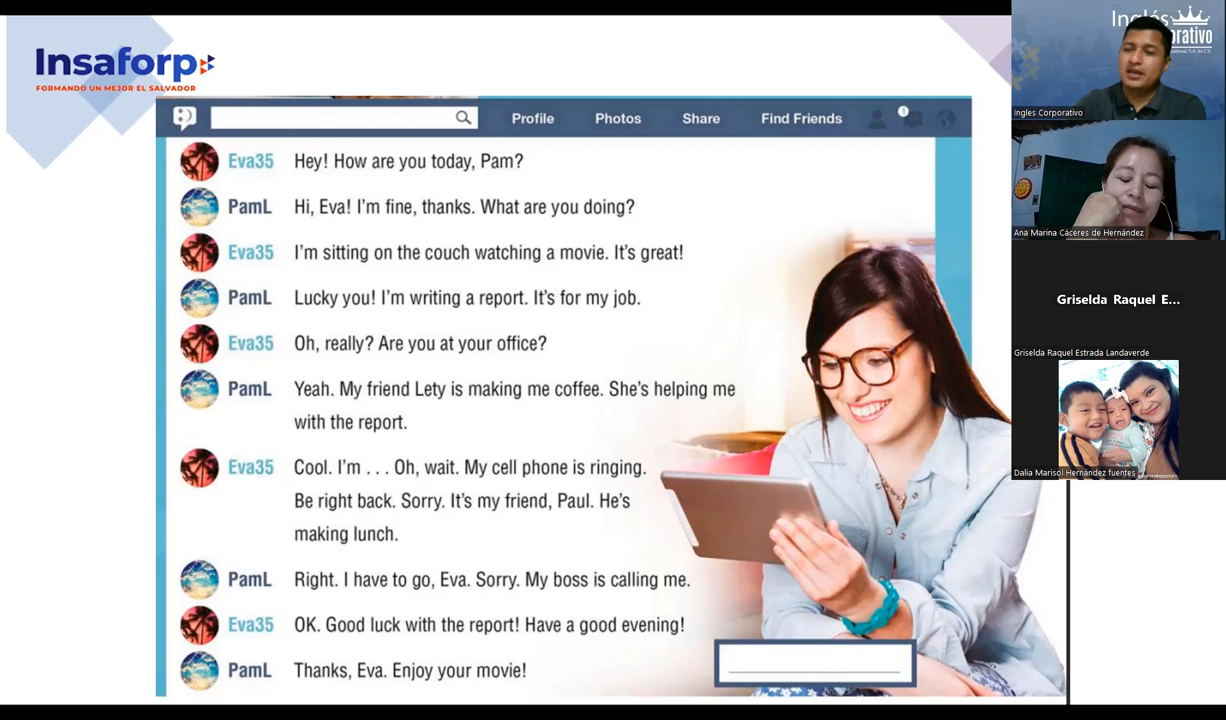 Insaforp
FORMANDO UN MEJOR EL SALVADOR
Profile Photos Share Find Friends 1
Eva35 Hey! How are you today, Pam?
PamL Hi, Eva! I'm fine, thanks. What are you doing?
Eva35 I'm sitting on the couch watching a movie. It's great!
PamL Lucky you! I'm writing a report. It's for my job.
Eva35 Oh, really? Are you at your office?
PamL Yeah. My friend Lety is making me coffee. She's helping me
with the report.
Eva35 Cool. I'm . . . Oh, wait. My cell phone is ringing.
Be right back. Sorry. It's my friend, Paul. He's
making lunch.
PamL Right. I have to go, Eva. Sorry. My boss is calling me.
Eva35 OK. Good luck with the report! Have a good evening!
PamL Thanks, Eva. Enjoy your movie!
Inglés
orativo
Ingles Corporativo
Ana Marina Cáceres de Hernández
Griselda Raquel E...
Griselda Raquel Estrada Landaverde
Dalia Marisol Hernández fuentes